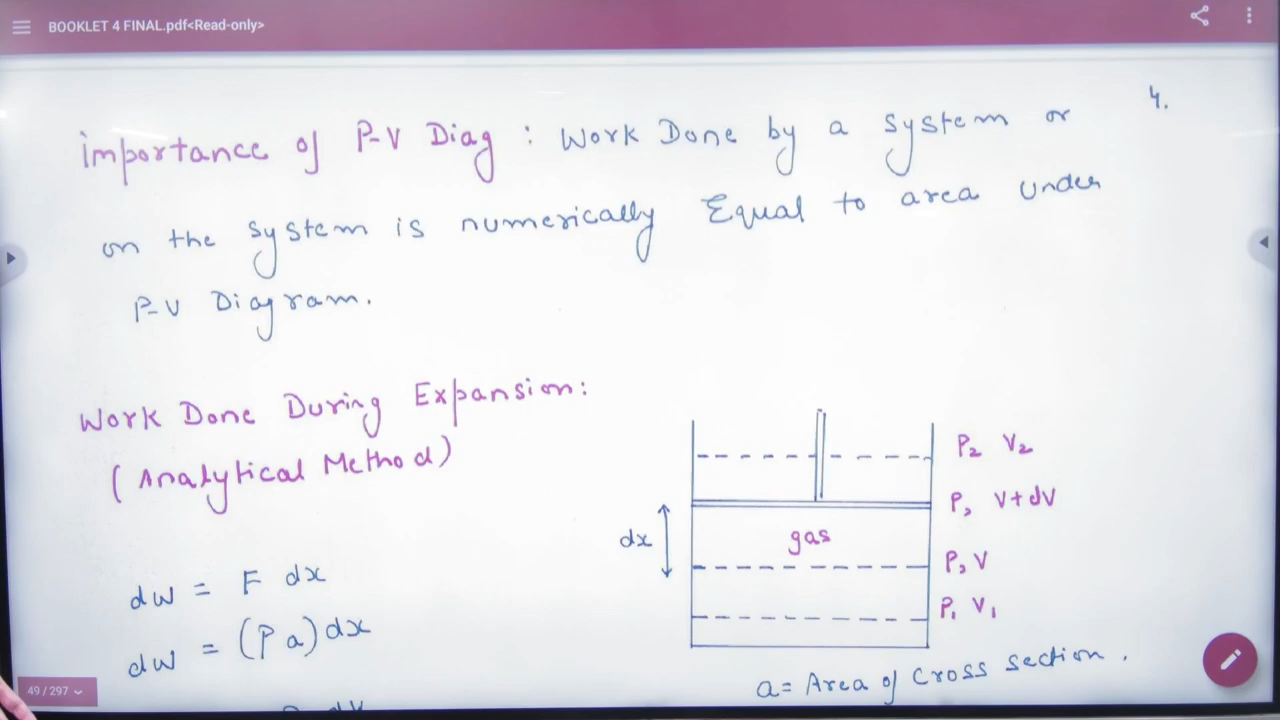 BOOKLET 4 FINAL.pdf<Read-only>
4.
importance of P-V Diag : Work Done by a system or
on the system is numerically Equal to area under
P-V Diagram.
Work Done During Expansion:
(Analytical Method)
P2 V2
P, V+dV
dx
gas
P, V
P1 V1
dw = F dx
dw = (P a) dx
a = Area of Cross section.
49 / 297